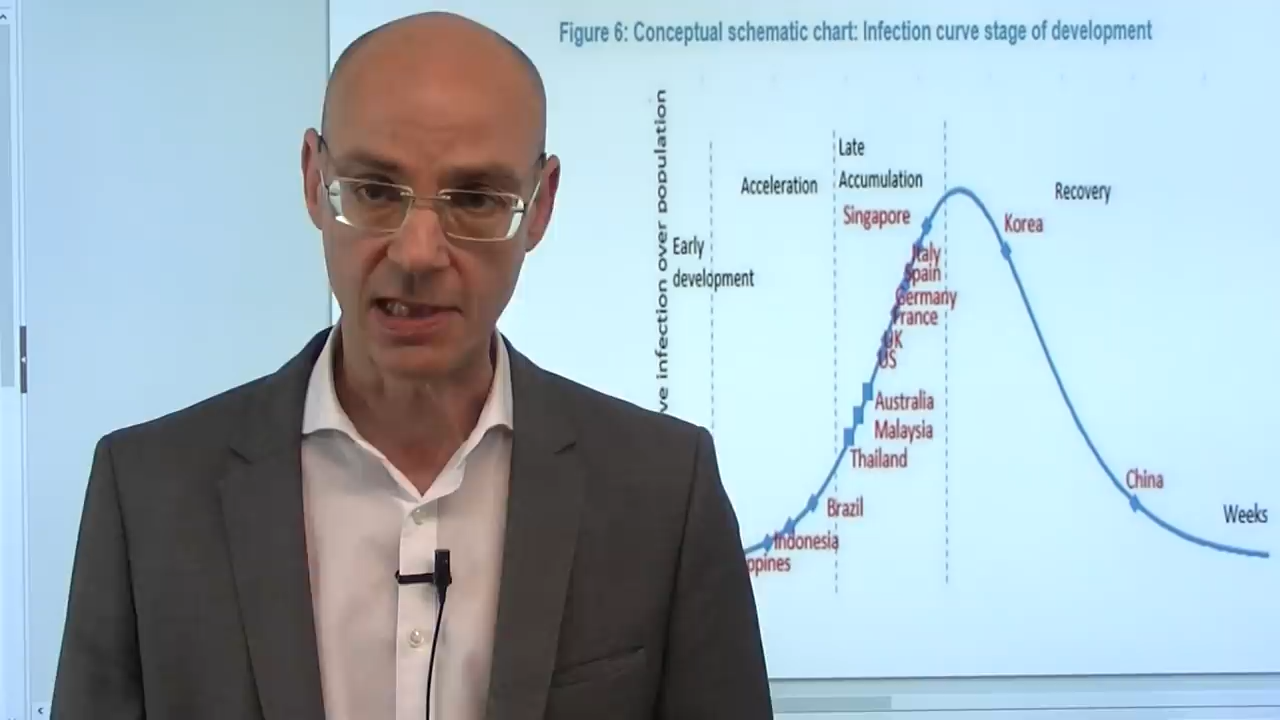 Figure 6: Conceptual schematic chart: Infection curve stage of development
ve infection over population
Late
Acceleration
Accumulation
Recovery
Singapore
Korea
Early
development
Italy
Spain
Germany
France
UK
US
Australia
Malaysia
Thailand
China
Brazil
Weeks
Indonesia
ppines